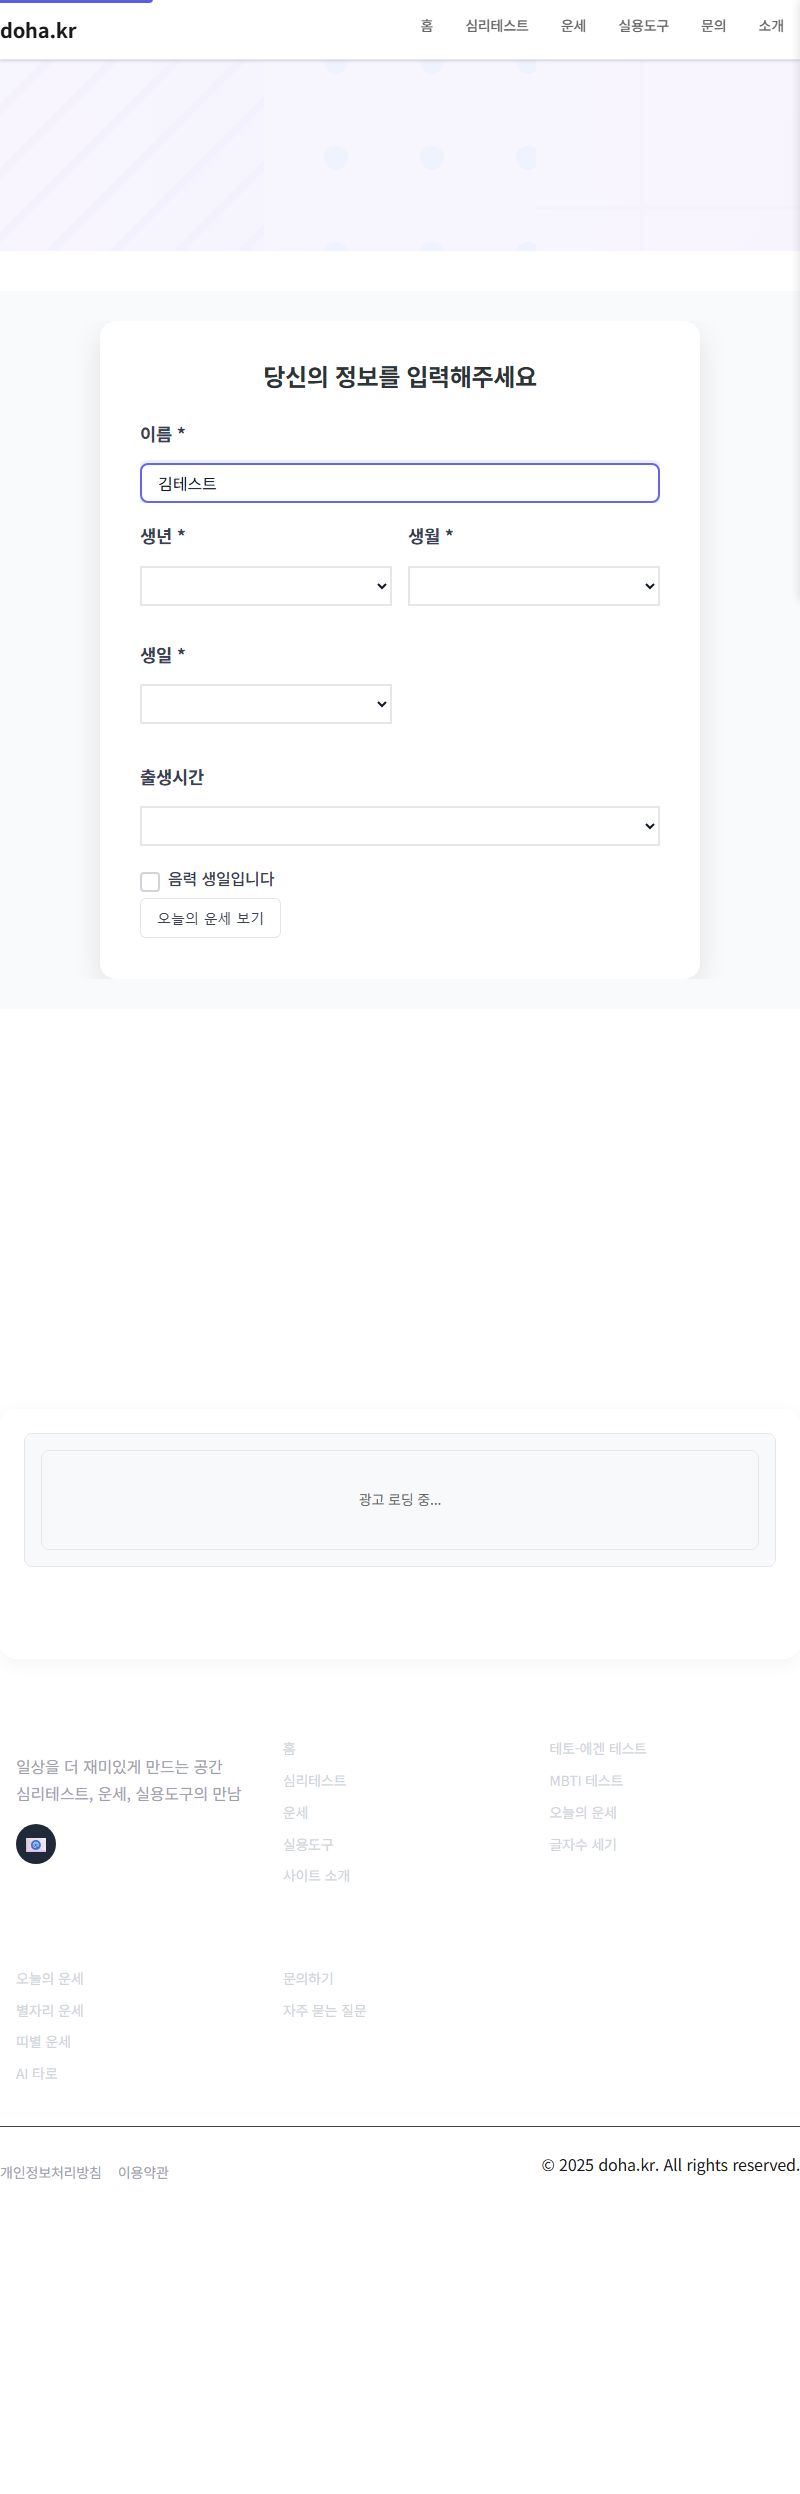 doha.kr
홈 심리테스트 운세 실용도구 문의 소개
당신의 정보를 입력해주세요
이름 *
김테스트
생년 * 생월 *
생일 *
출생시간
음력 생일입니다
오늘의 운세 보기
광고 로딩 중...
일상을 더 재미있게 만드는 공간
심리테스트, 운세, 실용도구의 만남
홈
심리테스트
운세
실용도구
사이트 소개
테토-에겐 테스트
MBTI 테스트
오늘의 운세
글자수 세기
오늘의 운세
별자리 운세
띠별 운세
AI 타로
문의하기
자주 묻는 질문
개인정보처리방침 이용약관
© 2025 doha.kr. All rights reserved.